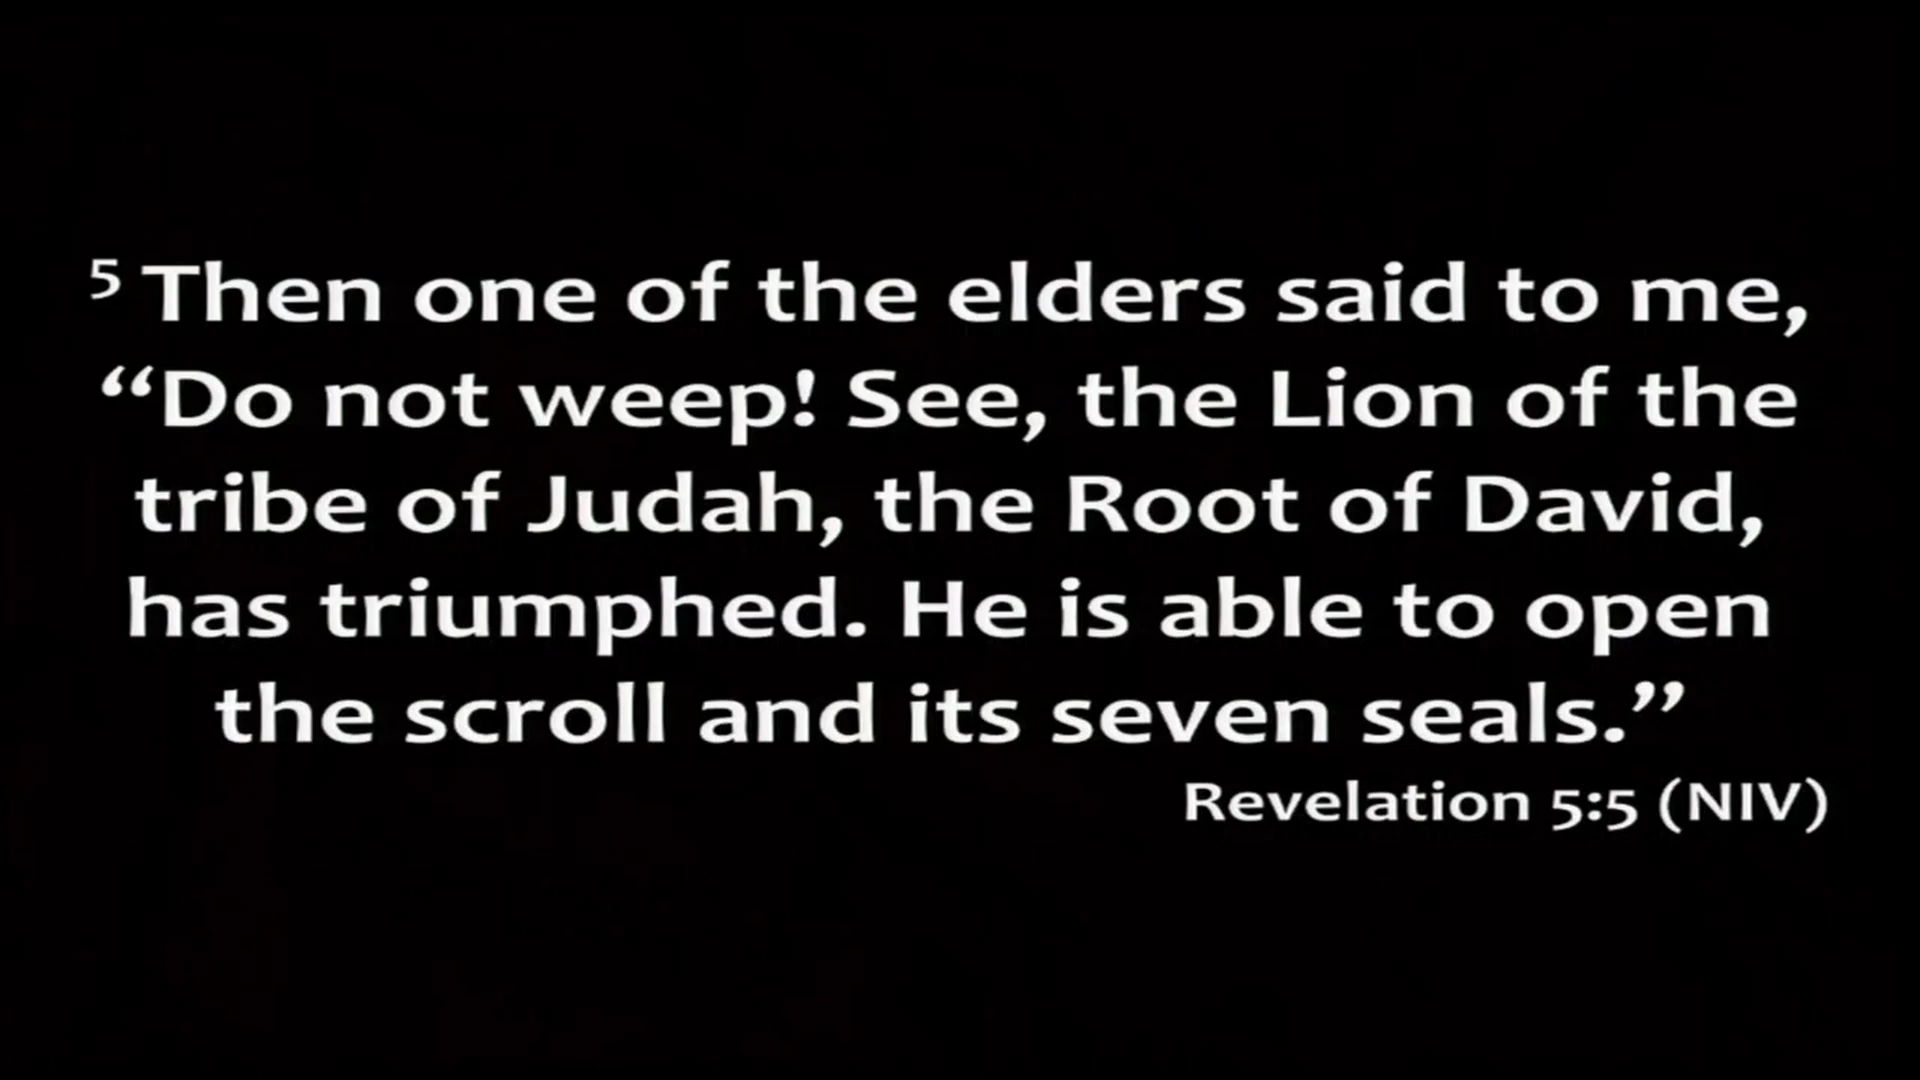 5 Then one of the elders said to me,
“Do not weep! See, the Lion of the
tribe of Judah, the Root of David,
has triumphed. He is able to open
the scroll and its seven seals.”
Revelation 5:5 (NIV)